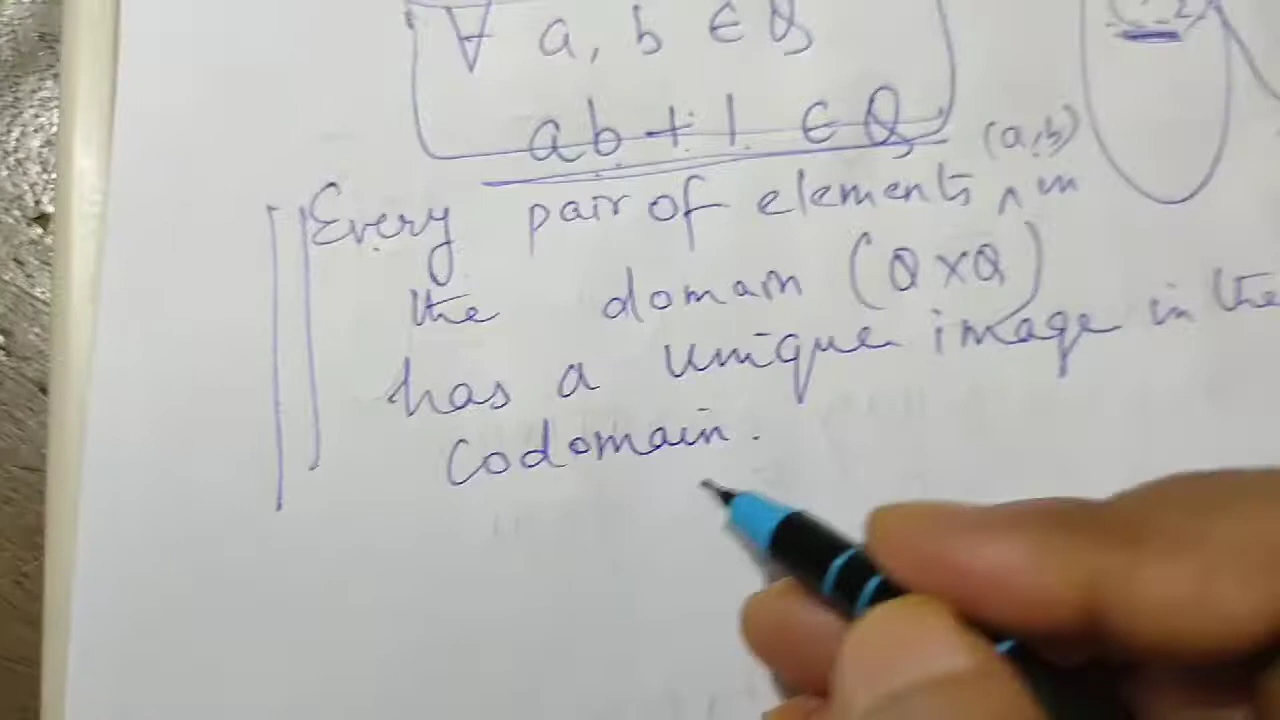 ∀ a, b ∈ Q
ab + 1 ∈ Q
Every pair of elements ^ (a,b) in
the domain (Q×Q)
has a unique image in the
Codomain.